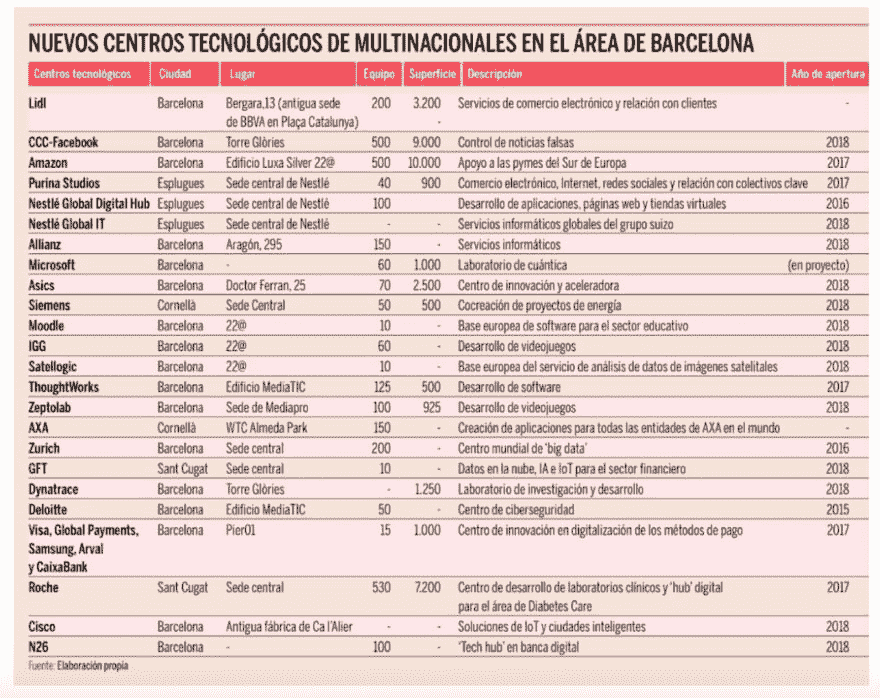 NUEVOS CENTROS TECNOLÓGICOS DE MULTINACIONALES EN EL ÁREA DE BARCELONA
Centros tecnológicos Ciudad Lugar Equipo Superficie Descripción Año de apertura
Lidl Barcelona Bergara,13 (antigua sede 200 3.200 Servicios de comercio electrónico y relación con clientes -
de BBVA en Plaça Catalunya) -
CCC-Facebook Barcelona Torre Glòries 500 9.000 Control de noticias falsas 2018
Amazon Barcelona Edificio Luxa Silver 22@ 500 10.000 Apoyo a las pymes del Sur de Europa 2017
Purina Studios Esplugues Sede central de Nestlé 40 900 Comercio electrónico, Internet, redes sociales y relación con colectivos clave 2017
Nestlé Global Digital Hub Esplugues Sede central de Nestlé 100 Desarrollo de aplicaciones, páginas web y tiendas virtuales 2016
Nestlé Global IT Esplugues Sede central de Nestlé - - Servicios informáticos globales del grupo suizo 2018
Allianz Barcelona Aragón, 295 150 - Servicios informáticos 2018
Microsoft Barcelona - 60 1.000 Laboratorio de cuántica (en proyecto)
Asics Barcelona Doctor Ferran, 25 70 2.500 Centro de innovación y aceleradora 2018
Siemens Cornellà Sede Central 50 500 Cocreación de proyectos de energía 2018
Moodle Barcelona 22@ 10 - Base europea de software para el sector educativo 2018
IGG Barcelona 22@ 60 - Desarrollo de videojuegos 2018
Satellogic Barcelona 22@ 10 - Base europea del servicio de análisis de datos de imágenes satelitales 2018
ThoughtWorks Barcelona Edificio MediaTIC 125 500 Desarrollo de software 2017
Zeptolab Barcelona Sede de Mediapro 100 925 Desarrollo de videojuegos 2018
AXA Cornellà WTC Almeda Park 150 - Creación de aplicaciones para todas las entidades de AXA en el mundo -
Zurich Barcelona Sede central 200 - Centro mundial de 'big data' 2016
GFT Sant Cugat Sede central 10 - Datos en la nube, IA e IoT para el sector financiero 2018
Dynatrace Barcelona Torre Glòries - 1.250 Laboratorio de investigación y desarrollo 2018
Deloitte Barcelona Edificio MediaTIC 50 - Centro de ciberseguridad 2015
Visa, Global Payments, Barcelona Pier01 15 1.000 Centro de innovación en digitalización de los métodos de pago 2017
Samsung, Arval
y CaixaBank
Roche Sant Cugat Sede central 530 7.200 Centro de desarrollo de laboratorios clínicos y 'hub' digital 2017
para el área de Diabetes Care
Cisco Barcelona Antigua fábrica de Ca l'Alier - - Soluciones de IoT y ciudades inteligentes 2018
N26 Barcelona - 100 - 'Tech hub' en banca digital 2018
Fuente: Elaboración propia